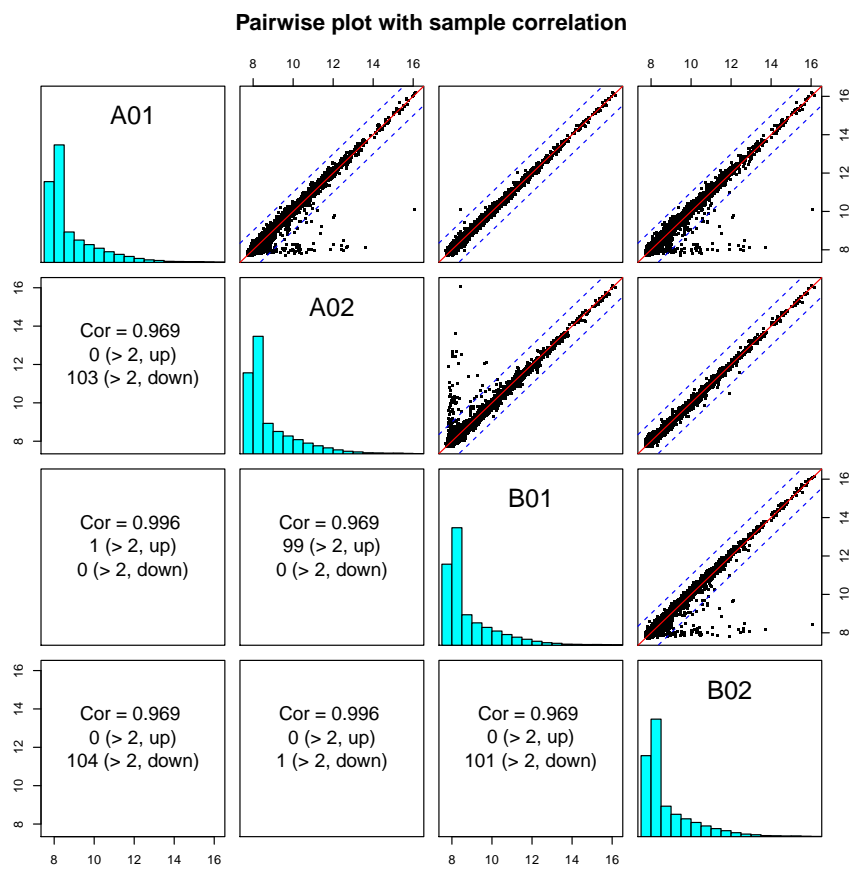 Pairwise plot with sample correlation
8 10 12 14 16
8 10 12 14 16
A01
8 10 12 14 16
8 10 12 14 16
Cor = 0.969
0 (> 2, up)
103 (> 2, down)
A02
Cor = 0.996
1 (> 2, up)
0 (> 2, down)
Cor = 0.969
99 (> 2, up)
0 (> 2, down)
B01
8 10 12 14 16
8 10 12 14 16
Cor = 0.969
0 (> 2, up)
104 (> 2, down)
Cor = 0.996
0 (> 2, up)
1 (> 2, down)
Cor = 0.969
0 (> 2, up)
101 (> 2, down)
B02
8 10 12 14 16
8 10 12 14 16